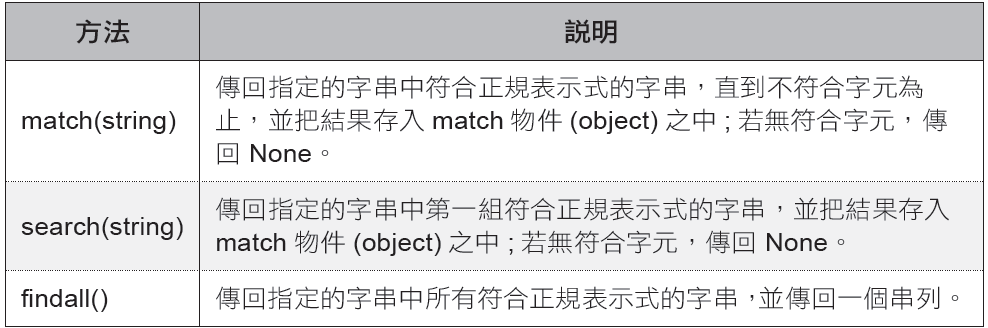 方法 說明
match(string) 傳回指定的字串中符合正規表示式的字串，直到不符合字元為
止，並把結果存入 match 物件 (object) 之中 ; 若無符合字元，傳
回 None。
search(string) 傳回指定的字串中第一組符合正規表示式的字串，並把結果存入
match 物件 (object) 之中 ; 若無符合字元，傳回 None。
findall() 傳回指定的字串中所有符合正規表示式的字串，並傳回一個串列。